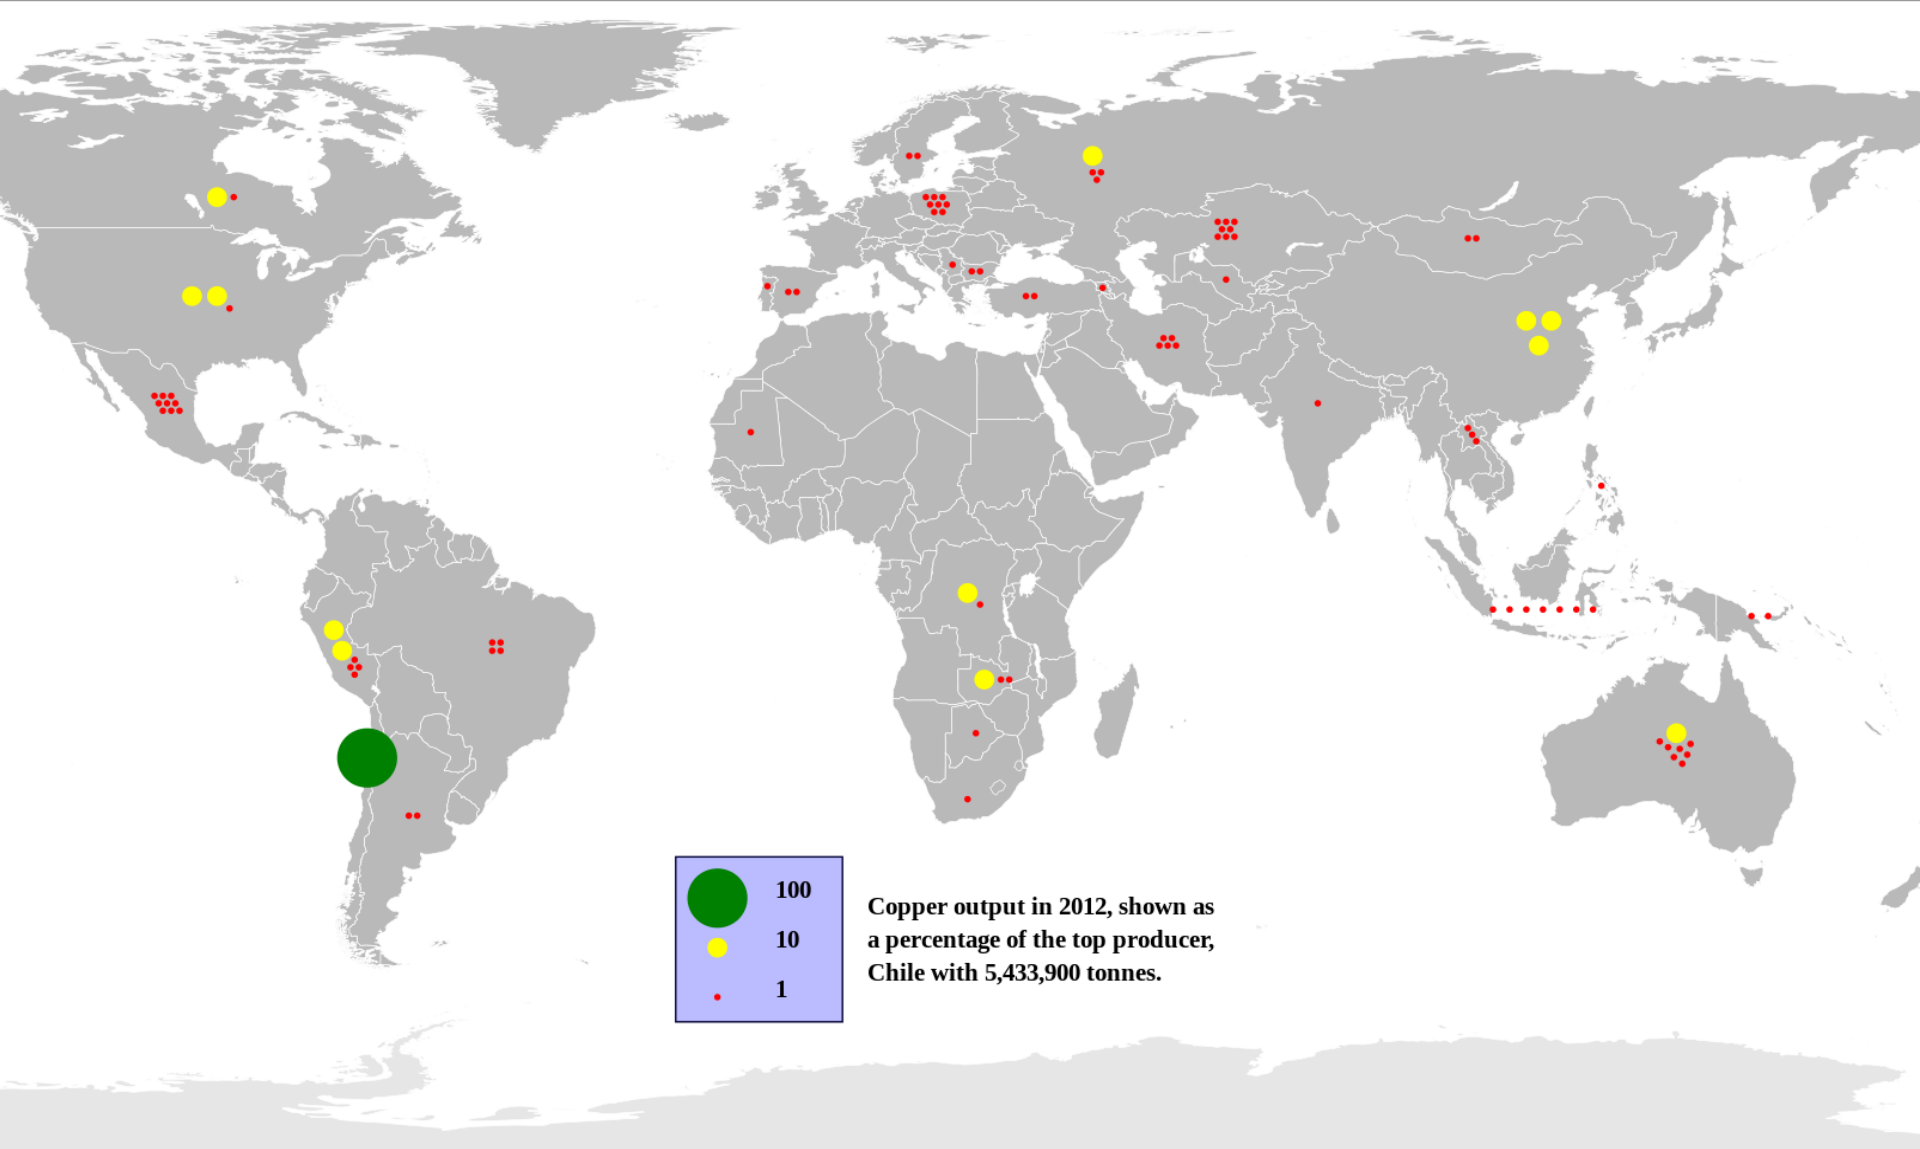 100
10
1
Copper output in 2012, shown as
a percentage of the top producer,
Chile with 5,433,900 tonnes.